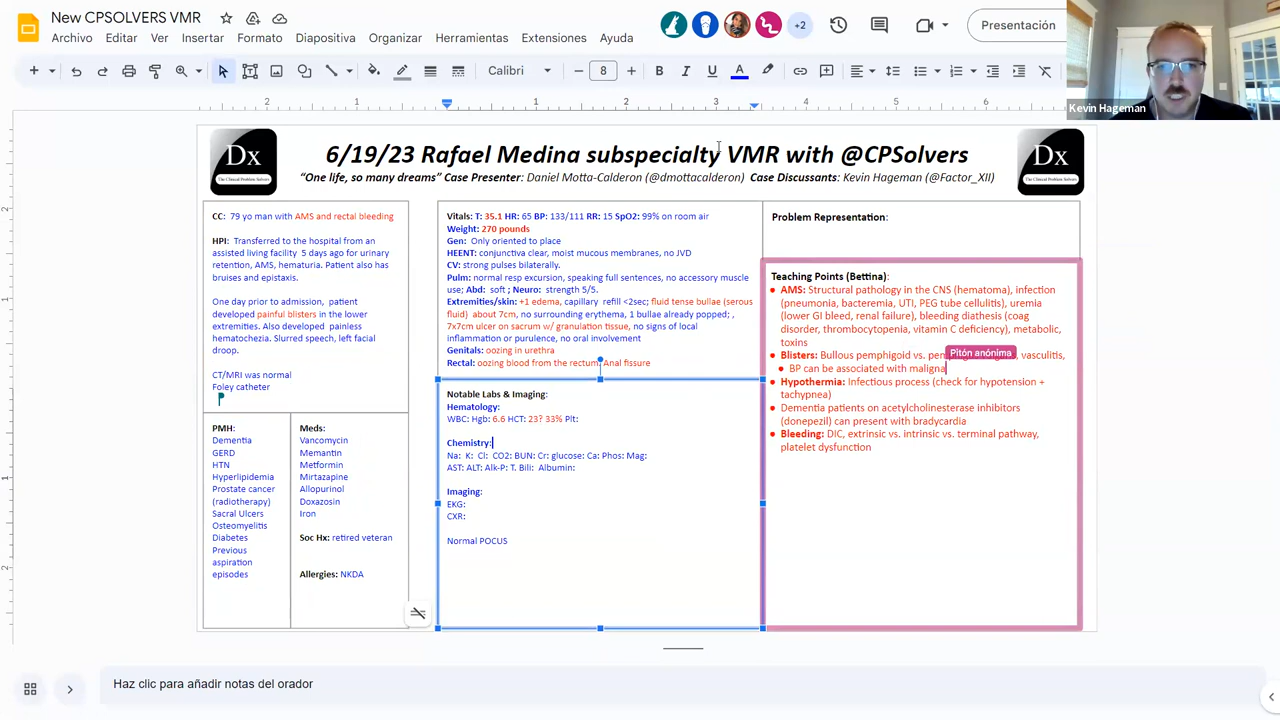 New CPSOLVERS VMR
Archivo Editar Ver Insertar Formato Diapositiva Organizar Herramientas Extensiones Ayuda
+2
Presentación
Calibri
8
Kevin Hageman
2 1 1 2 3 5 6
Dx
The Clinical Problem Solvers
6/19/23 Rafael Medina subspecialty VMR with @CPSolvers
"One life, so many dreams" Case Presenter: Daniel Motta-Calderon (@dmottacalderon) Case Discussants: Kevin Hageman (@Factor_XII)
Dx
The Clinical Problem Solvers
CC: 79 yo man with AMS and rectal bleeding
HPI: Transferred to the hospital from an
assisted living facility 5 days ago for urinary
retention, AMS, hematuria. Patient also has
bruises and epistaxis.
One day prior to admission, patient
developed painful blisters in the lower
extremities. Also developed painless
hematochezia. Slurred speech, left facial
droop.
CT/MRI was normal
Foley catheter
PMH:
Dementia
GERD
HTN
Hyperlipidemia
Prostate cancer
(radiotherapy)
Sacral Ulcers
Osteomyelitis
Diabetes
Previous
aspiration
episodes
Meds:
Vancomycin
Memantin
Metformin
Mirtazapine
Allopurinol
Doxazosin
Iron
Soc Hx: retired veteran
Allergies: NKDA
Vitals: T: 35.1 HR: 65 BP: 133/111 RR: 15 SpO2: 99% on room air
Weight: 270 pounds
Gen: Only oriented to place
HEENT: conjunctiva clear, moist mucous membranes, no JVD
CV: strong pulses bilaterally.
Pulm: normal resp excursion, speaking full sentences, no accessory muscle
use; Abd: soft ; Neuro: strength 5/5.
Extremities/skin: +1 edema, capillary refill <2sec; fluid tense bullae (serous
fluid) about 7cm, no surrounding erythema, 1 bullae already popped; ,
7x7cm ulcer on sacrum w/ granulation tissue, no signs of local
inflammation or purulence, no oral involvement
Genitals: oozing in urethra
Rectal: oozing blood from the rectum. Anal fissure
Notable Labs & Imaging:
Hematology:
WBC: Hgb: 6.6 HCT: 23? 33% Plt:
Chemistry:
Na: K: Cl: CO2: BUN: Cr: glucose: Ca: Phos: Mag:
AST: ALT: Alk-P: T. Bili: Albumin:
Imaging:
EKG:
CXR:
Normal POCUS
Problem Representation:
Teaching Points (Bettina):
● AMS: Structural pathology in the CNS (hematoma), infection
(pneumonia, bacteremia, UTI, PEG tube cellulitis), uremia
(lower GI bleed, renal failure), bleeding diathesis (coag
disorder, thrombocytopenia, vitamin C deficiency), metabolic,
toxins
Pitón anónima
● Blisters: Bullous pemphigoid vs. vasculitis,
● BP can be associated with maligna
● Hypothermia: Infectious process (check for hypotension +
tachypnea)
● Dementia patients on acetylcholinesterase inhibitors
(donepezil) can present with bradycardia
● Bleeding: DIC, extrinsic vs. intrinsic vs. terminal pathway,
platelet dysfunction
Haz clic para añadir notas del orador